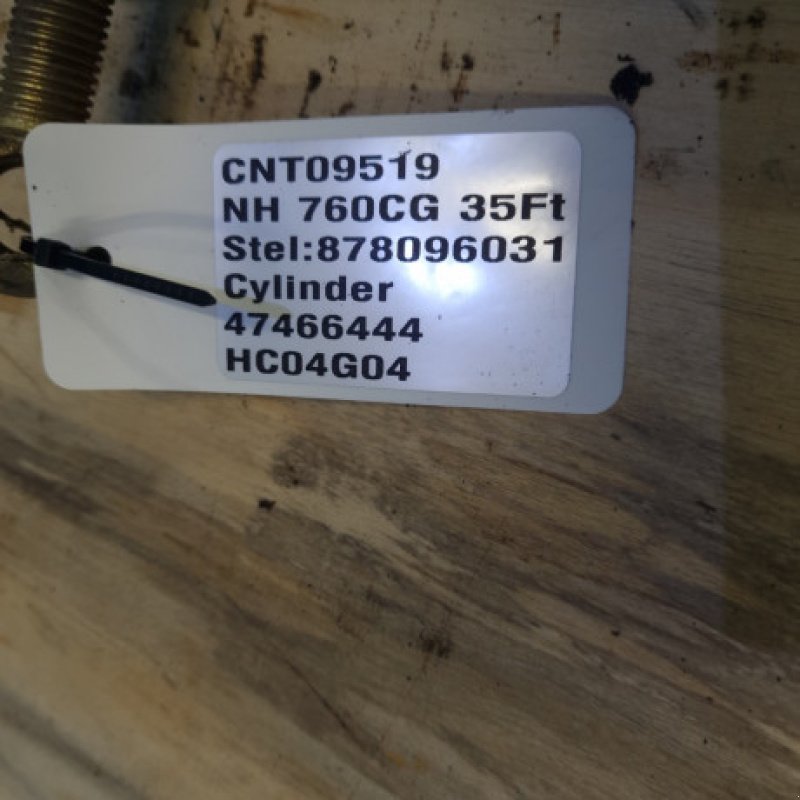 CNT09519
NH 760CG 35Ft
Stel:878096031
Cylinder
47466444
HC04G04